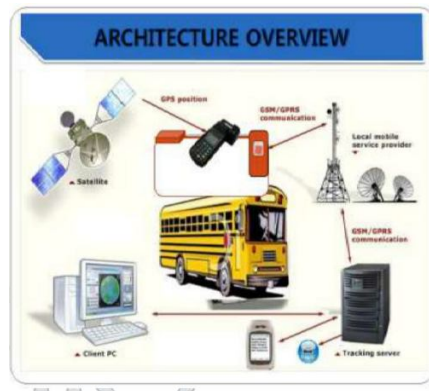 ARCHITECTURE OVERVIEW
GPS position
GSM/GPRS
communication
Local mobile
service provider
Satellite
GSM/GPRS
communication
Client PC
Tracking server